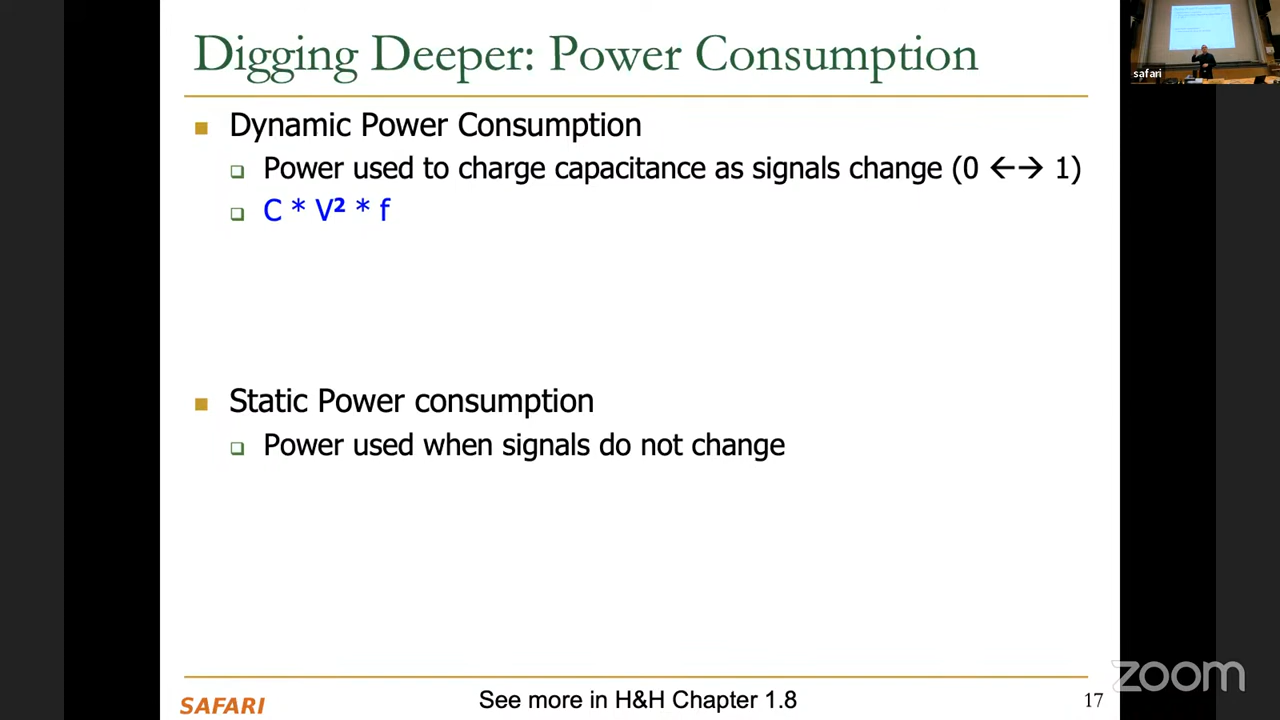 Digging Deeper: Power Consumption
safari
Dynamic Power Consumption
Power used to charge capacitance as signals change (0 ←→ 1)
C * V² * f
Static Power consumption
Power used when signals do not change
SAFARI
See more in H&H Chapter 1.8
17
zoom